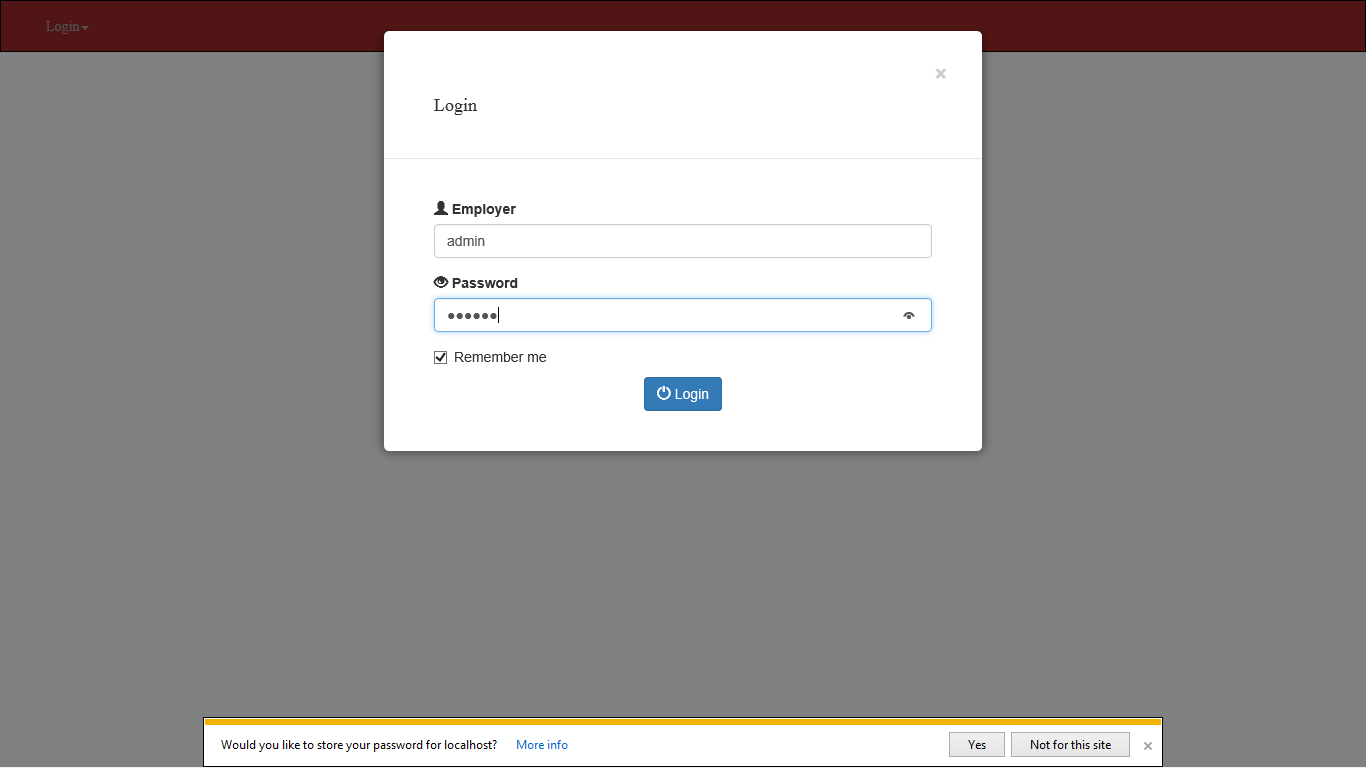 Login
×
Login
Employer
admin
Password
••••••
Remember me
Login
Would you like to store your password for localhost? More info Yes Not for this site ×